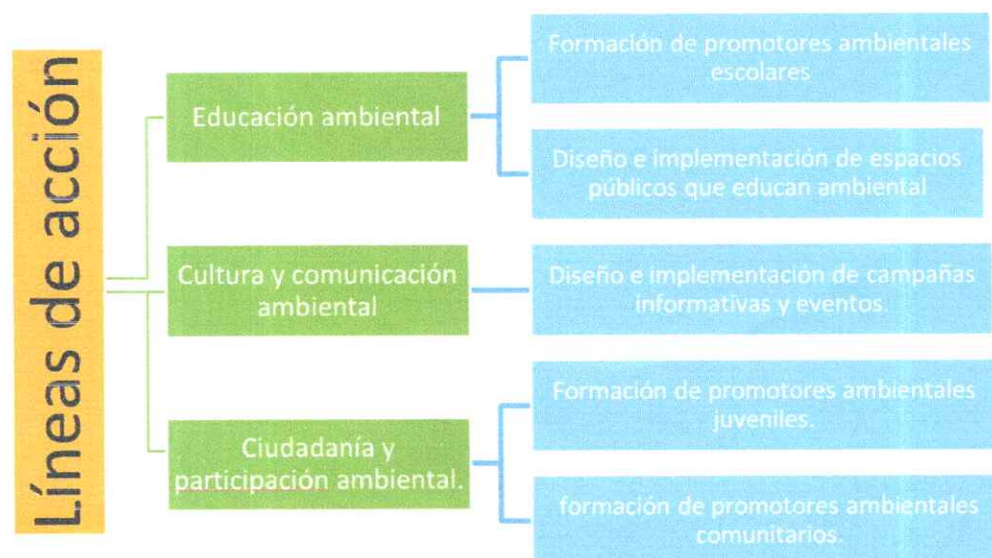 Líneas de acción
Educación ambiental
Formación de promotores ambientales
escolares
Diseño e implementación de espacios
públicos que educan ambiental
Cultura y comunicación
ambiental
Diseño e implementación de campañas
informativas y eventos.
Ciudadanía y
participación ambiental.
Formación de promotores ambientales
juveniles.
formación de promotores ambientales
comunitarios.